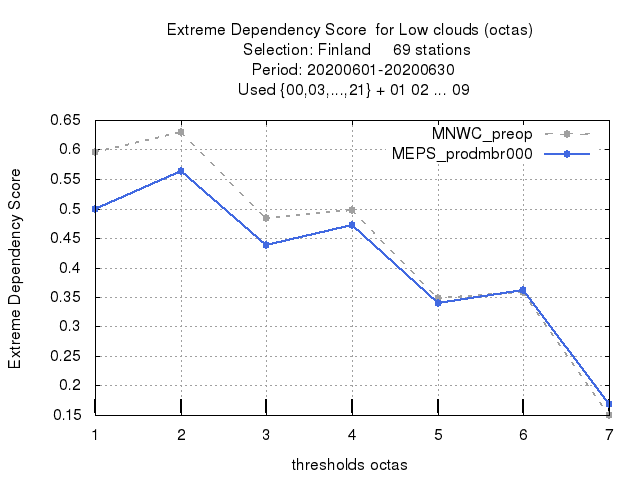 Extreme Dependency Score  for Low clouds (octas)
Selection: Finland     69 stations
Period: 20200601-20200630
Used {00,03,...,21} + 01 02 ... 09
MNWC_preop
MEPS_prodmbr000
Extreme Dependency Score
0.65
0.6
0.55
0.5
0.45
0.4
0.35
0.3
0.25
0.2
0.15
1 2 3 4 5 6 7
thresholds octas